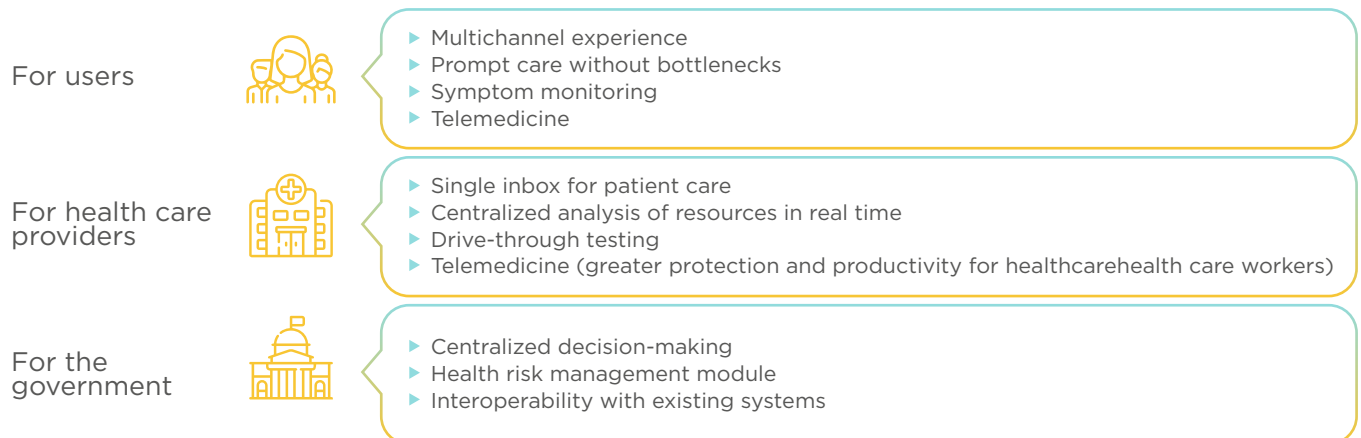 For users
Multichannel experience
Prompt care without bottlenecks
Symptom monitoring
Telemedicine
For health care
providers
Single inbox for patient care
Centralized analysis of resources in real time
Drive-through testing
Telemedicine (greater protection and productivity for healthcarehealth care workers)
For the
government
Centralized decision-making
Health risk management module
Interoperability with existing systems